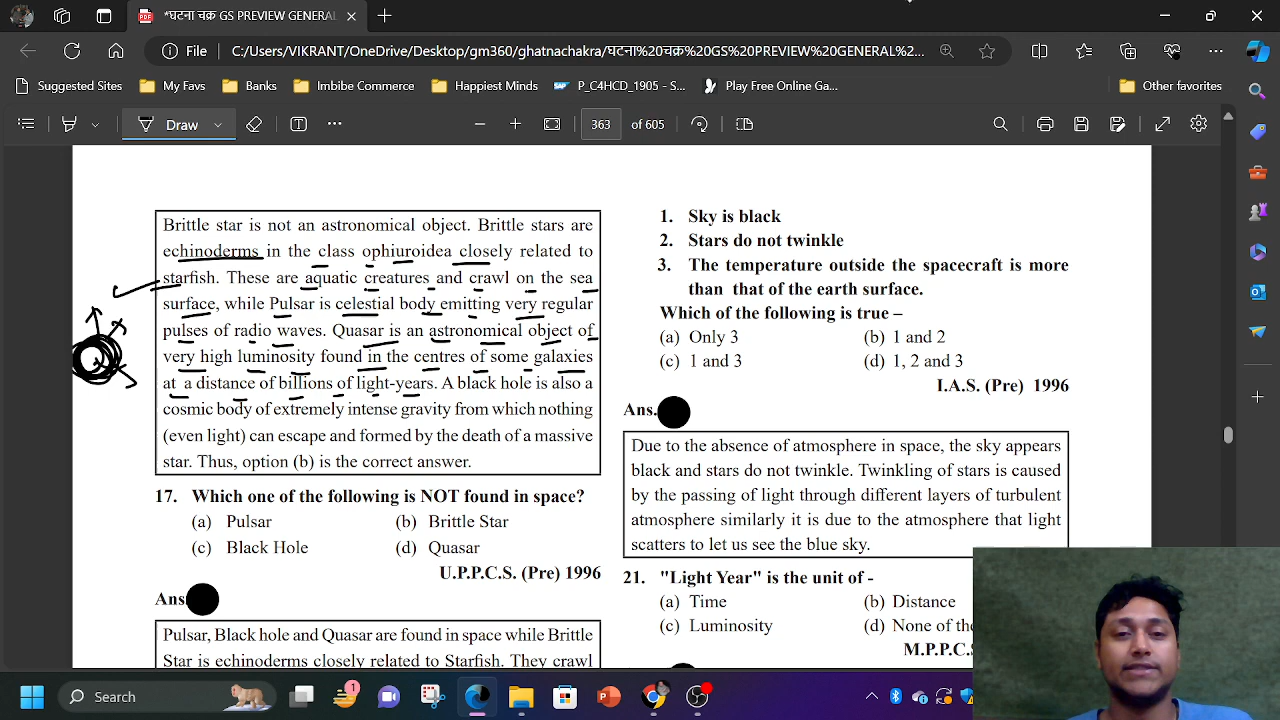 *घटना चक्र GS PREVIEW GENERAL
File
C:/Users/VIKRANT/OneDrive/Desktop/gm360/ghatnachakra/घटना%20चक्र%20GS%20PREVIEW%20GENERAL%2...
Suggested Sites
My Favs
Banks
Imbibe Commerce
Happiest Minds
P_C4HCD_1905 - S...
Play Free Online Ga...
Other favorites
Draw
363
of 605
Brittle star is not an astronomical object. Brittle stars are
echinoderms in the class ophiuroidea closely related to
starfish. These are aquatic creatures and crawl on the sea
surface, while Pulsar is celestial body emitting very regular
pulses of radio waves. Quasar is an astronomical object of
very high luminosity found in the centres of some galaxies
at a distance of billions of light-years. A black hole is also a
cosmic body of extremely intense gravity from which nothing
(even light) can escape and formed by the death of a massive
star. Thus, option (b) is the correct answer.
17. Which one of the following is NOT found in space?
(a) Pulsar (b) Brittle Star
(c) Black Hole (d) Quasar
U.P.P.C.S. (Pre) 1996
Ans.
Pulsar, Black hole and Quasar are found in space while Brittle
Star is echinoderms closely related to Starfish. They crawl
1. Sky is black
2. Stars do not twinkle
3. The temperature outside the spacecraft is more
than that of the earth surface.
Which of the following is true –
(a) Only 3 (b) 1 and 2
(c) 1 and 3 (d) 1, 2 and 3
I.A.S. (Pre) 1996
Ans.
Due to the absence of atmosphere in space, the sky appears
black and stars do not twinkle. Twinkling of stars is caused
by the passing of light through different layers of turbulent
atmosphere similarly it is due to the atmosphere that light
scatters to let us see the blue sky.
21. "Light Year" is the unit of -
(a) Time (b) Distance
(c) Luminosity (d) None of the
M.P.P.C.S
Search
1